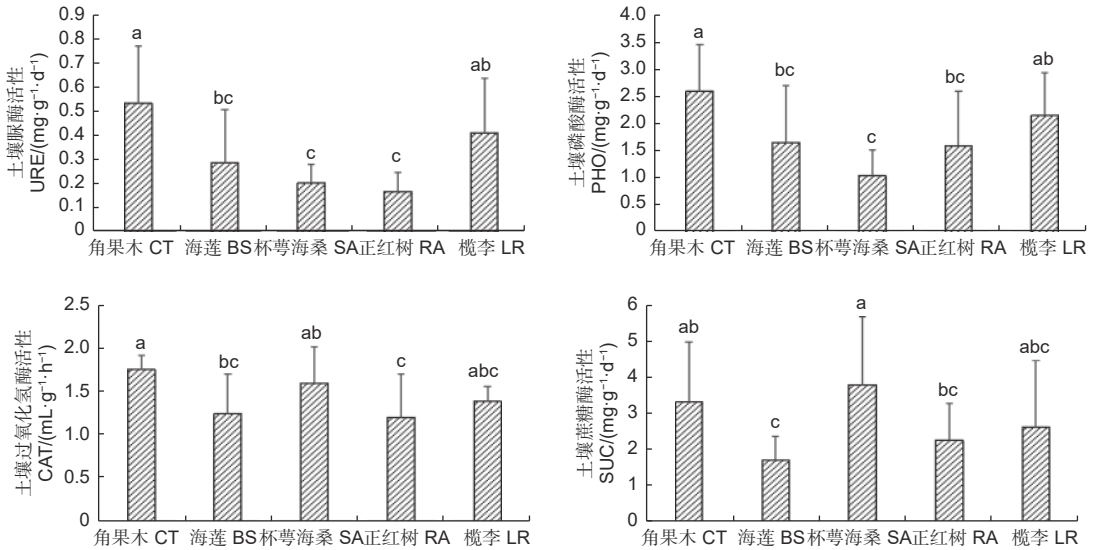 土壤脲酶活性
URE/(mg·g⁻¹·d⁻¹)
0.9
0.8
0.7
0.6
0.5
0.4
0.3
0.2
0.1
0
a
bc
c
c
ab
角果木 CT 海莲 BS 杯萼海桑 SA 正红树 RA 榄李 LR
土壤磷酸酶活性
PHO/(mg·g⁻¹·d⁻¹)
4.0
3.5
3.0
2.5
2.0
1.5
1.0
0.5
0
a
bc
c
bc
ab
角果木 CT 海莲 BS 杯萼海桑 SA 正红树 RA 榄李 LR
土壤过氧化氢酶活性
CAT/(mL·g⁻¹·h⁻¹)
2.5
2.0
1.5
1.0
0.5
0
a
bc
ab
c
abc
角果木 CT 海莲 BS 杯萼海桑 SA 正红树 RA 榄李 LR
土壤蔗糖酶活性
SUC/(mg·g⁻¹·d⁻¹)
6
5
4
3
2
1
0
ab
c
a
bc
abc
角果木 CT 海莲 BS 杯萼海桑 SA 正红树 RA 榄李 LR